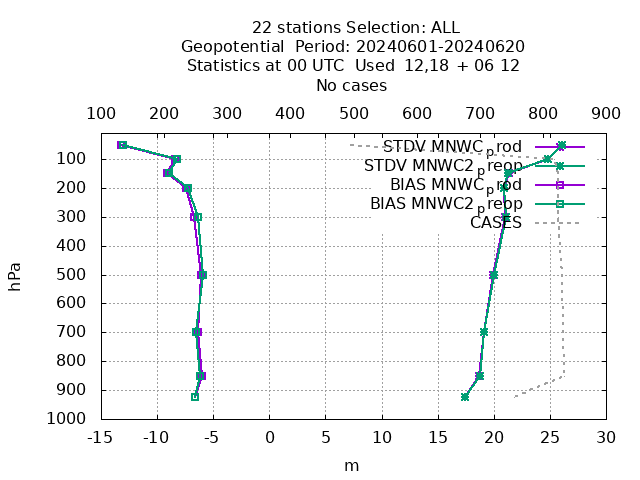 22 stations Selection: ALL
Geopotential  Period: 20240601-20240620
Statistics at 00 UTC  Used  12,18 + 06 12
No cases
100 200 300 400 500 600 700 800 900
STDV MNWC_prod
STDV MNWC2_preop
BIAS MNWC_prod
BIAS MNWC2_preop
CASES
hPa
100
200
300
400
500
600
700
800
900
1000
-15 -10 -5 0 5 10 15 20 25 30
m